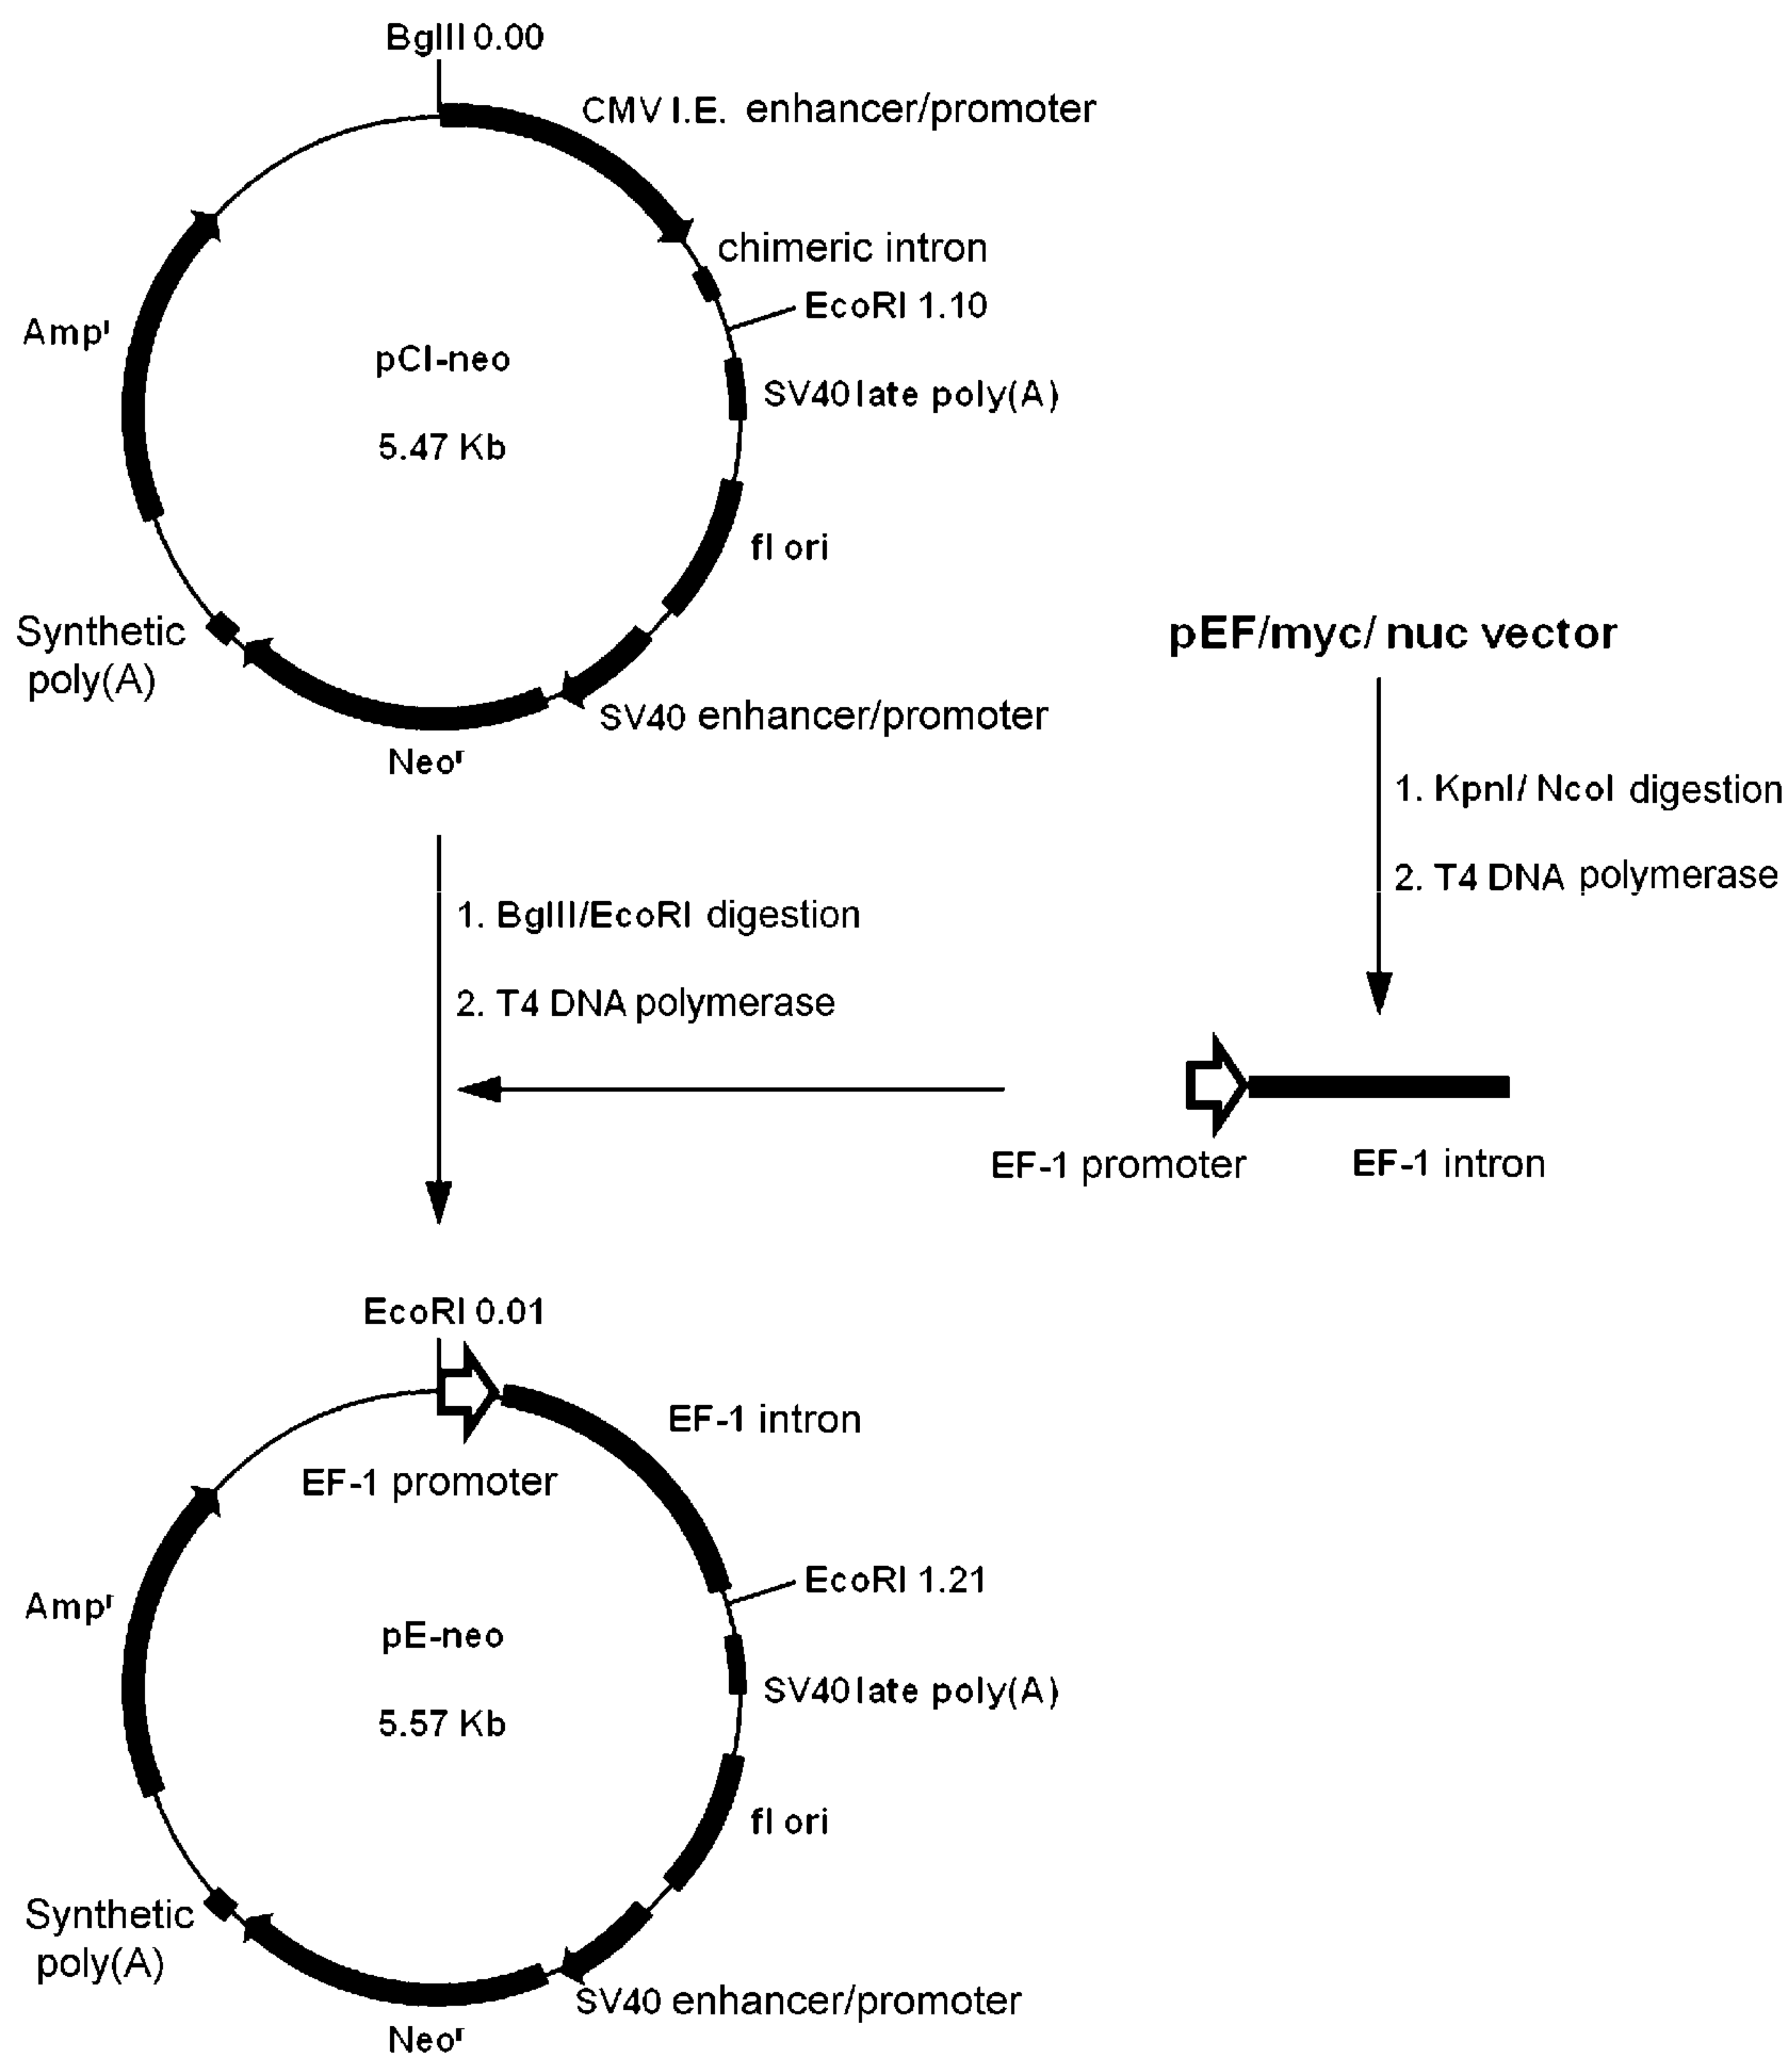 BglII 0.00
CMV I.E. enhancer/promoter
chimeric intron
EcoRI 1.10
Ampʳ
pCI-neo
SV40 late poly(A)
5.47 Kb
fI ori
Synthetic
poly(A)
SV40 enhancer/promoter
Neoʳ
pEF/myc/ nuc vector
1. KpnI/ NcoI digestion
2. T4 DNA polymerase
1. BglII/EcoRI digestion
2. T4 DNA polymerase
EF-1 promoter
EF-1 intron
EcoRI 0.01
EF-1 intron
EF-1 promoter
EcoRI 1.21
Ampʳ
pE-neo
SV40 late poly(A)
5.57 Kb
fI ori
Synthetic
poly(A)
SV40 enhancer/promoter
Neoʳ